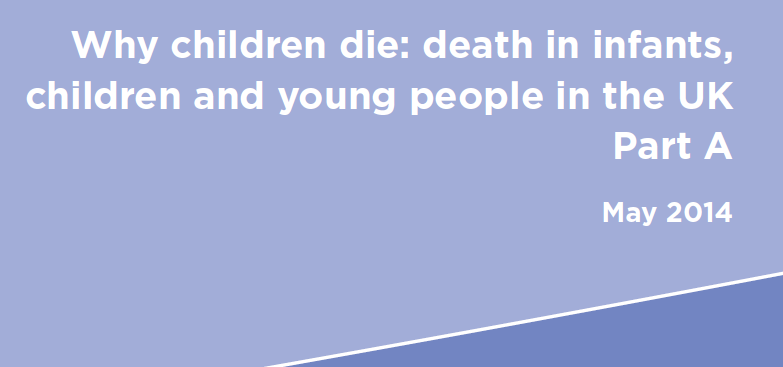 Why children die: death in infants,
children and young people in the UK
Part A
May 2014